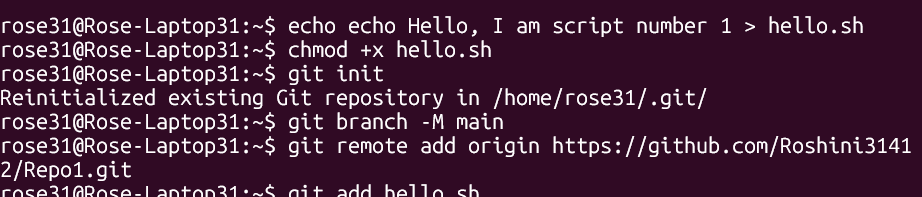 rose31@Rose-Laptop31:~$ echo echo Hello, I am script number 1 > hello.sh
rose31@Rose-Laptop31:~$ chmod +x hello.sh
rose31@Rose-Laptop31:~$ git init
Reinitialized existing Git repository in /home/rose31/.git/
rose31@Rose-Laptop31:~$ git branch -M main
rose31@Rose-Laptop31:~$ git remote add origin https://github.com/Roshini3141
2/Repo1.git
rose31@Rose-Laptop31:~$ git add hello.sh